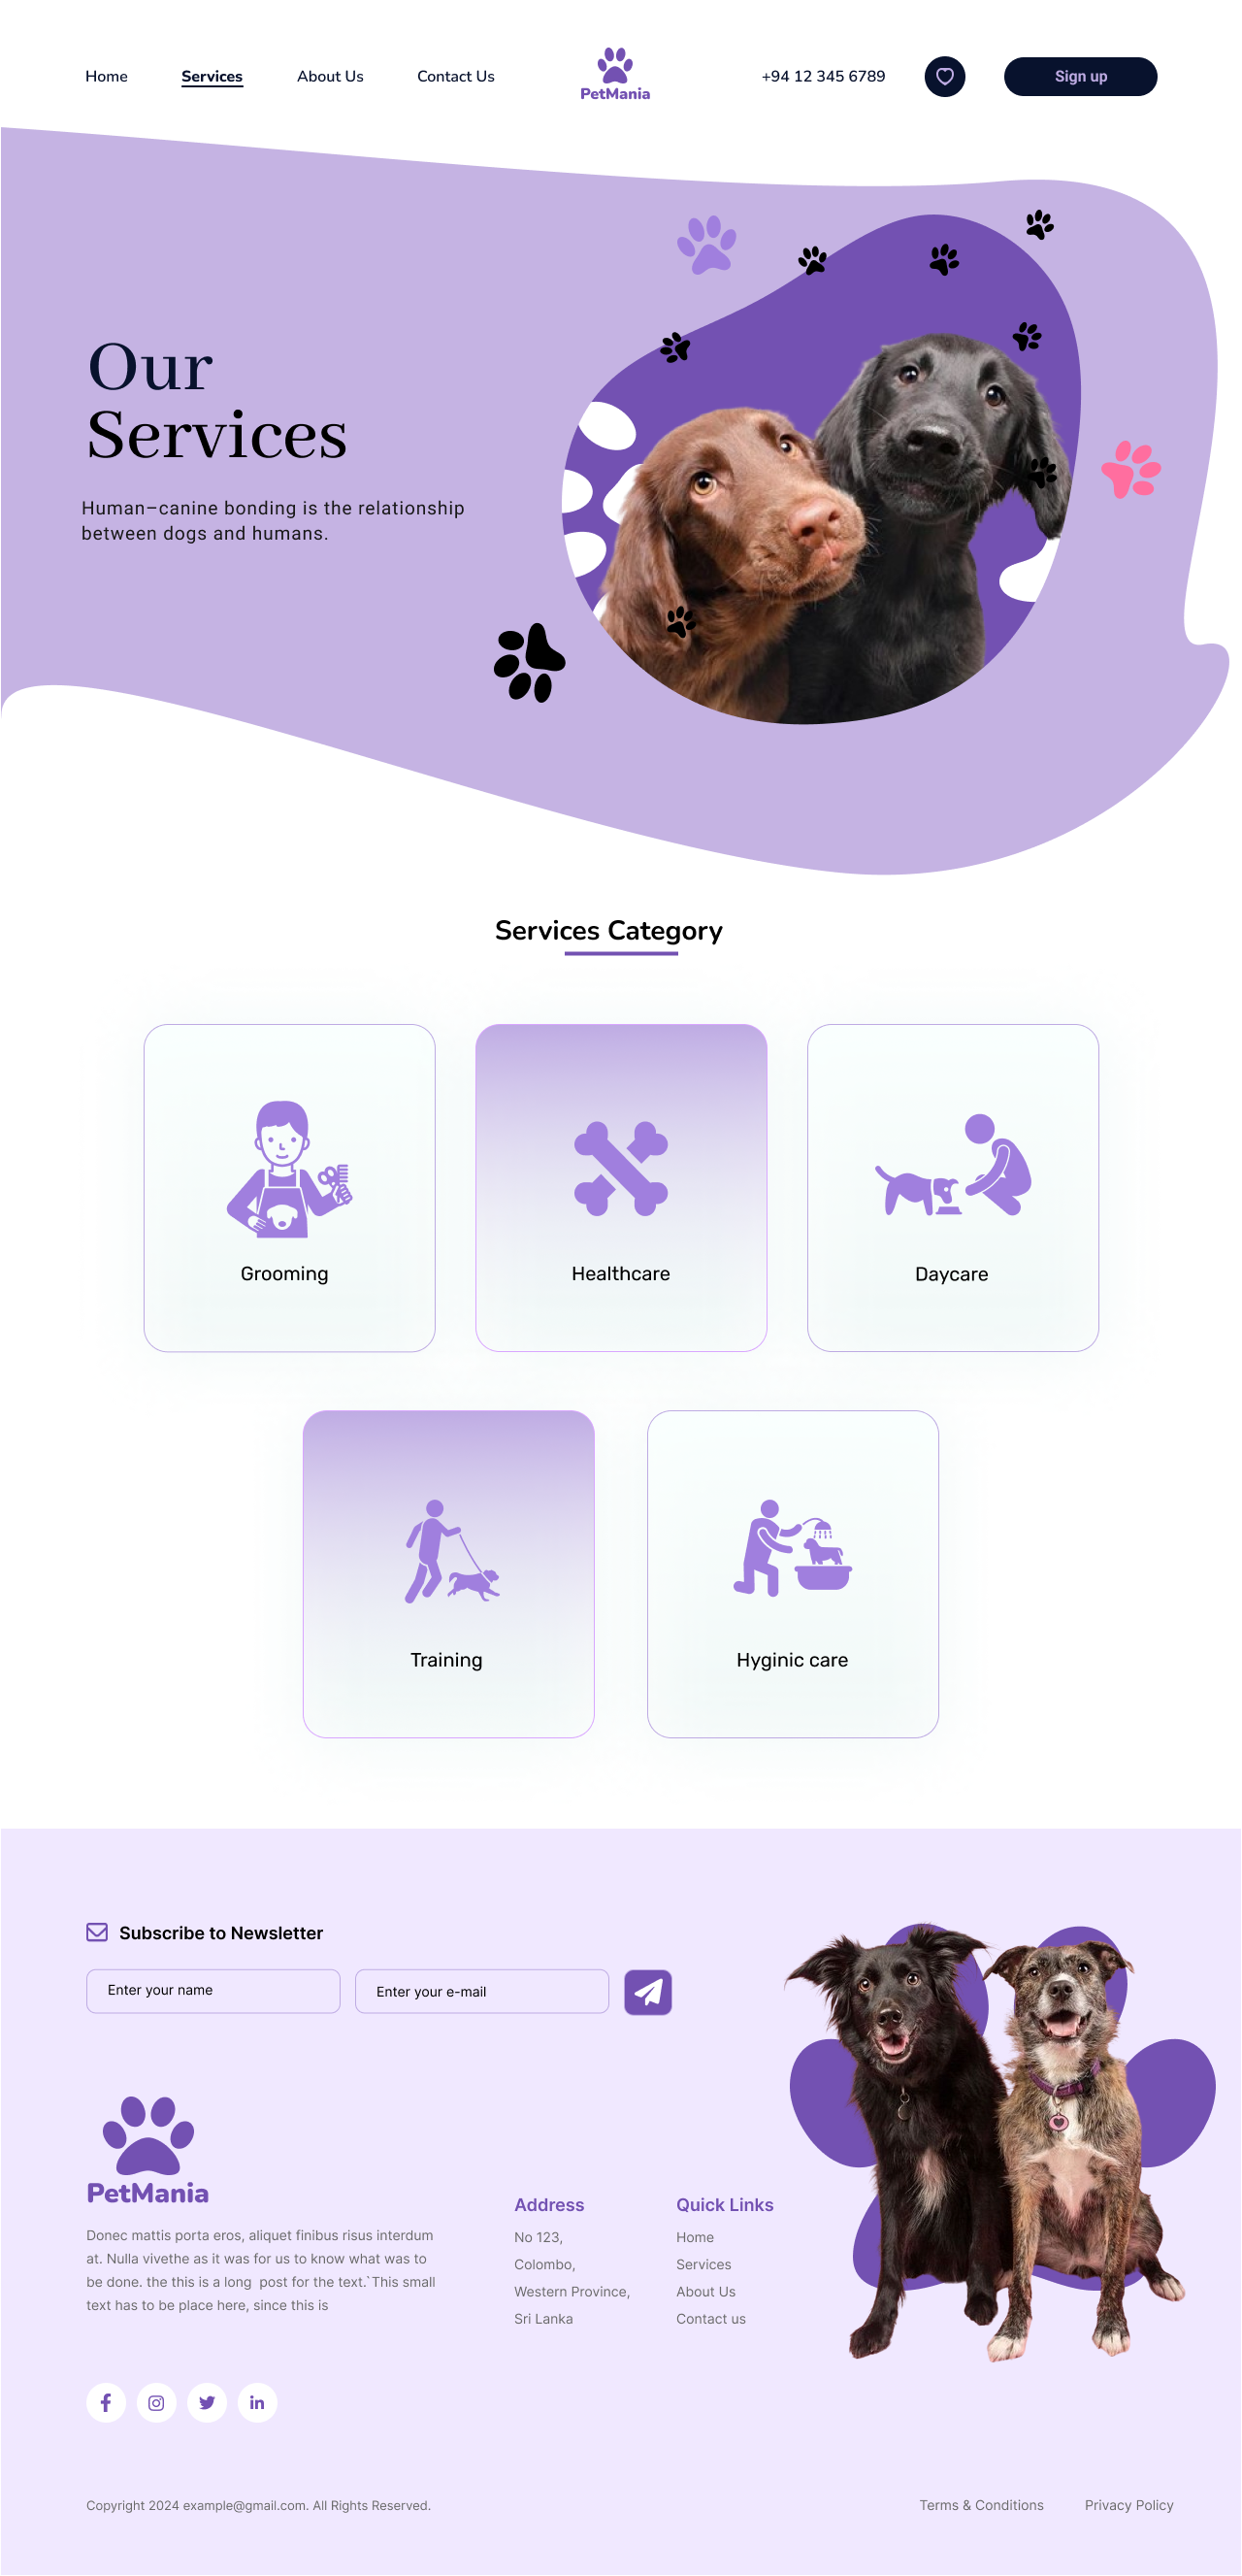 Home
Services
About Us
Contact Us
PetMania
+94 12 345 6789
Sign up
Our
Services
Human–canine bonding is the relationship
between dogs and humans.
Services Category
Grooming
Healthcare
Daycare
Training
Hyginic care
Subscribe to Newsletter
Enter your name
Enter your e-mail
PetMania
Donec mattis porta eros, aliquet finibus risus interdum
at. Nulla vivethe as it was for us to know what was to
be done. the this is a long  post for the text.`This small
text has to be place here, since this is
Address
No 123,
Colombo,
Western Province,
Sri Lanka
Quick Links
Home
Services
About Us
Contact us
Copyright 2024 example@gmail.com. All Rights Reserved.
Terms & Conditions
Privacy Policy